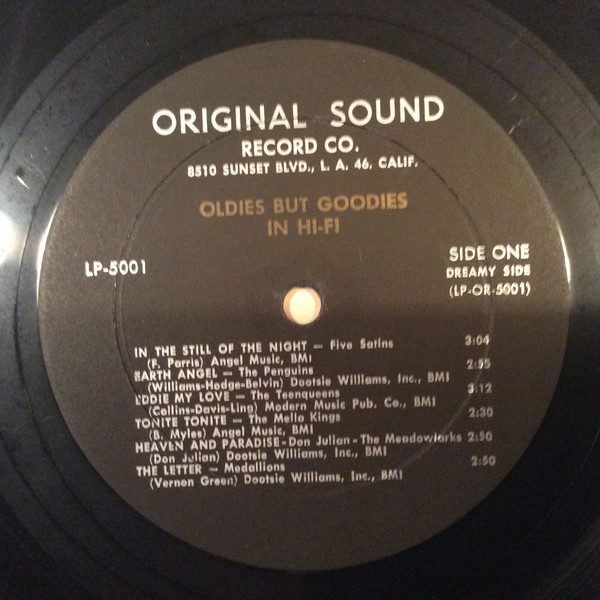 ORIGINAL SOUND
RECORD CO.
8510 SUNSET BLVD., L. A. 46, CALIF.
OLDIES BUT GOODIES
IN HI-FI
LP-5001
SIDE ONE
DREAMY SIDE
(LP-OR-5001)
IN THE STILL OF THE NIGHT — Five Satins 3:04
(F. Parris) Angel Music, BMI
EARTH ANGEL — The Penguins 2:55
(Williams-Hodge-Belvin) Dootsie Williams, Inc., BMI
EDDIE MY LOVE — The Teenqueens 3:12
(Collins-Davis-Ling) Modern Music Pub. Co., BMI
TONITE TONITE — The Mello Kings 2:30
(B. Myles) Angel Music, BMI
HEAVEN AND PARADISE-Don Julian-The Meadowlarks 2:50
(Don Julian) Dootsie Williams, Inc., BMI
THE LETTER — Medallions 2:50
(Vernon Green) Dootsie Williams, Inc., BMI